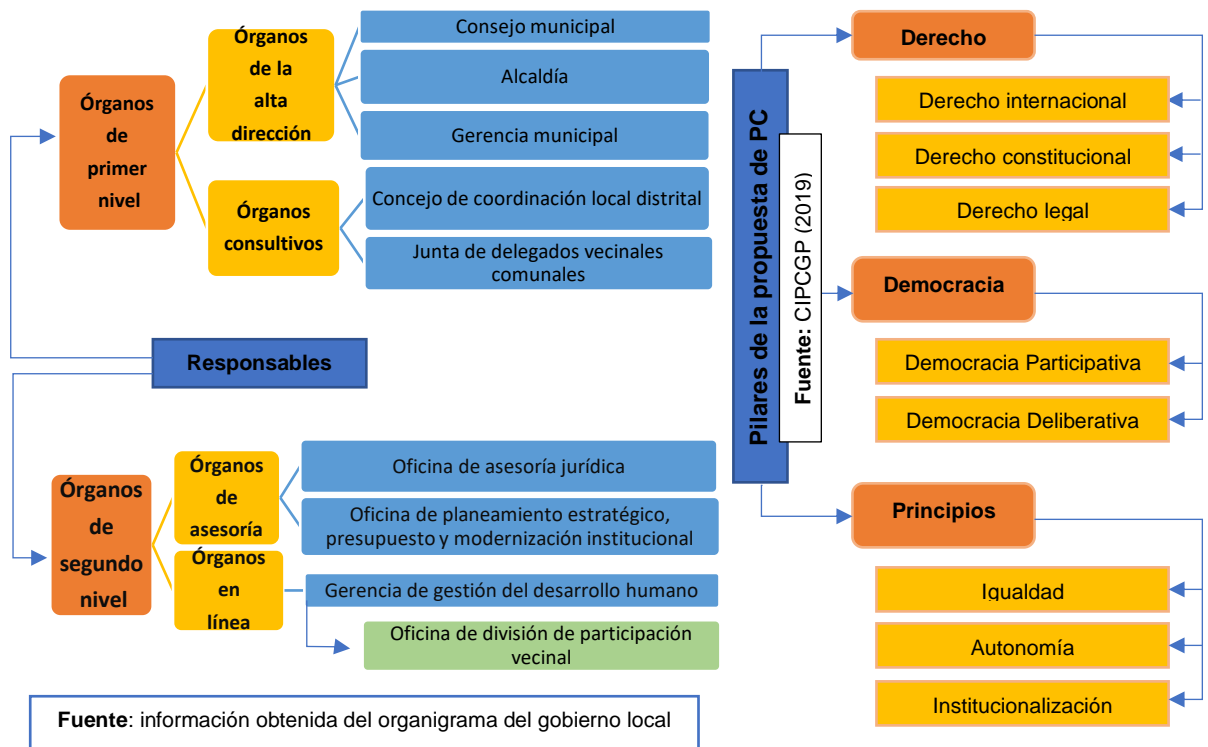 Responsables
Órganos
de
primer
nivel
Órganos
de la
alta
dirección
Consejo municipal
Alcaldía
Gerencia municipal
Órganos
consultivos
Concejo de coordinación local distrital
Junta de delegados vecinales
comunales
Órganos
de
segundo
nivel
Órganos
de
asesoría
Oficina de asesoría jurídica
Oficina de planeamiento estratégico,
presupuesto y modernización institucional
Órganos
en
línea
Gerencia de gestión del desarrollo humano
Oficina de división de participación
vecinal
Fuente: información obtenida del organigrama del gobierno local
Pilares de la propuesta de PC
Fuente: CIPCGP (2019)
Derecho
Derecho internacional
Derecho constitucional
Derecho legal
Democracia
Democracia Participativa
Democracia Deliberativa
Principios
Igualdad
Autonomía
Institucionalización